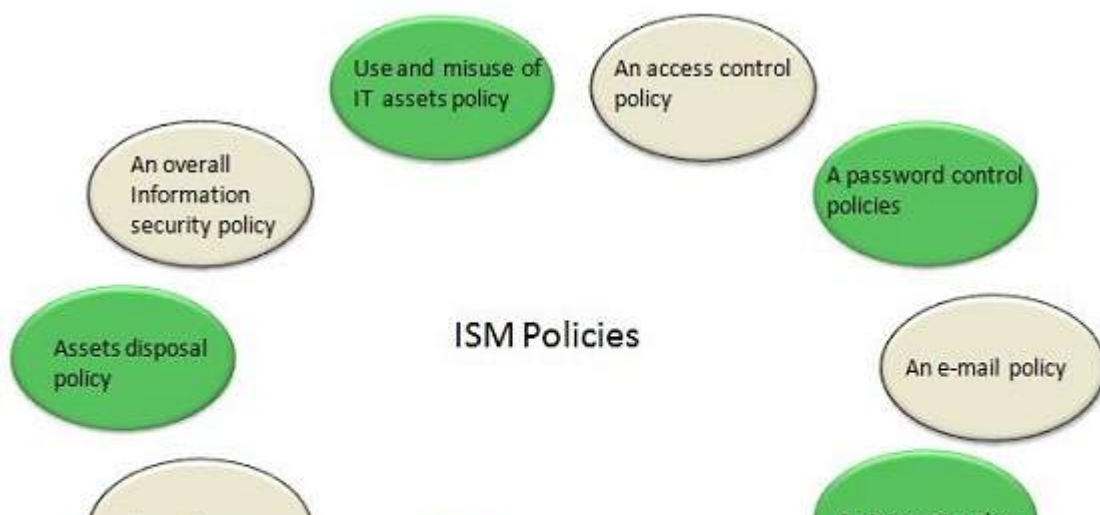 Use and misuse of
IT assets policy
An access control
policy
An overall
Information
security policy
A password control
policies
Assets disposal
policy
ISM Policies
An e-mail policy